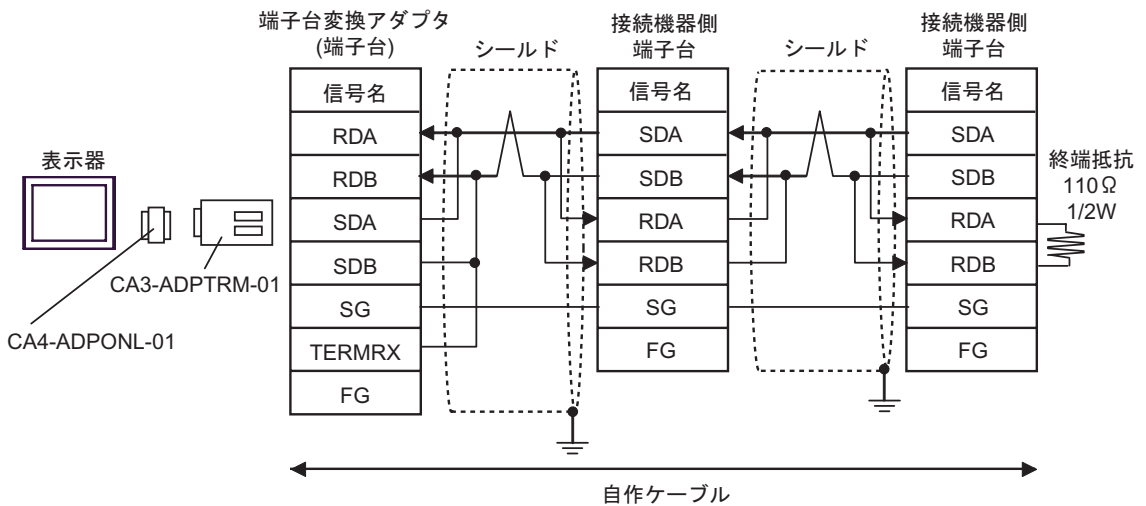 端子台変換アダプタ
(端子台)
シールド
接続機器側
端子台
シールド
接続機器側
端子台
表示器
CA4-ADPONL-01
CA3-ADPTRM-01
信号名
RDA
RDB
SDA
SDB
SG
TERMRX
FG
信号名
SDA
SDB
RDA
RDB
SG
FG
信号名
SDA
SDB
RDA
RDB
SG
FG
終端抵抗
110Ω
1/2W
自作ケーブル